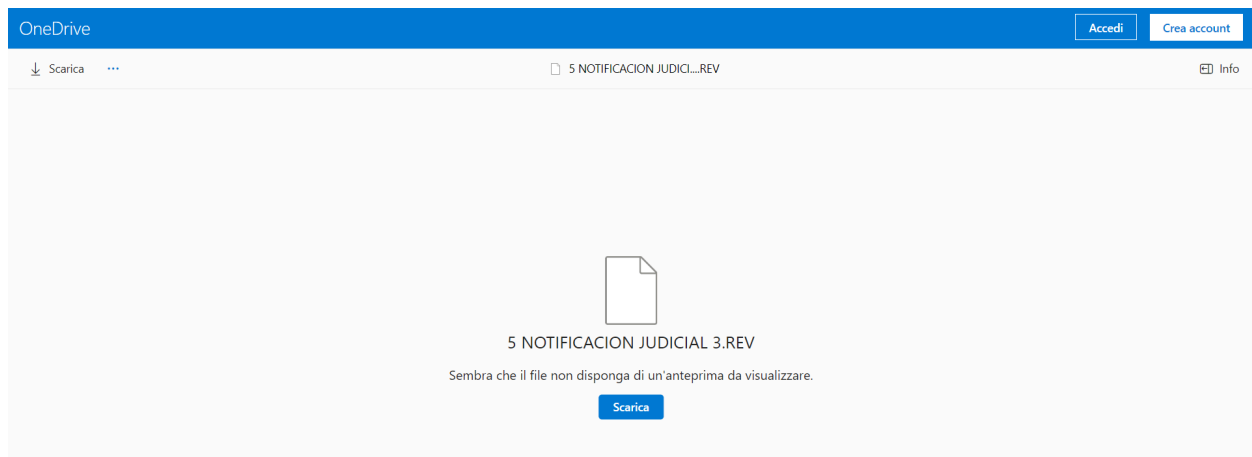 OneDrive
Accedi
Crea account
Scarica ...
5 NOTIFICACION JUDICI....REV
Info
5 NOTIFICACION JUDICIAL 3.REV
Sembra che il file non disponga di un'anteprima da visualizzare.
Scarica